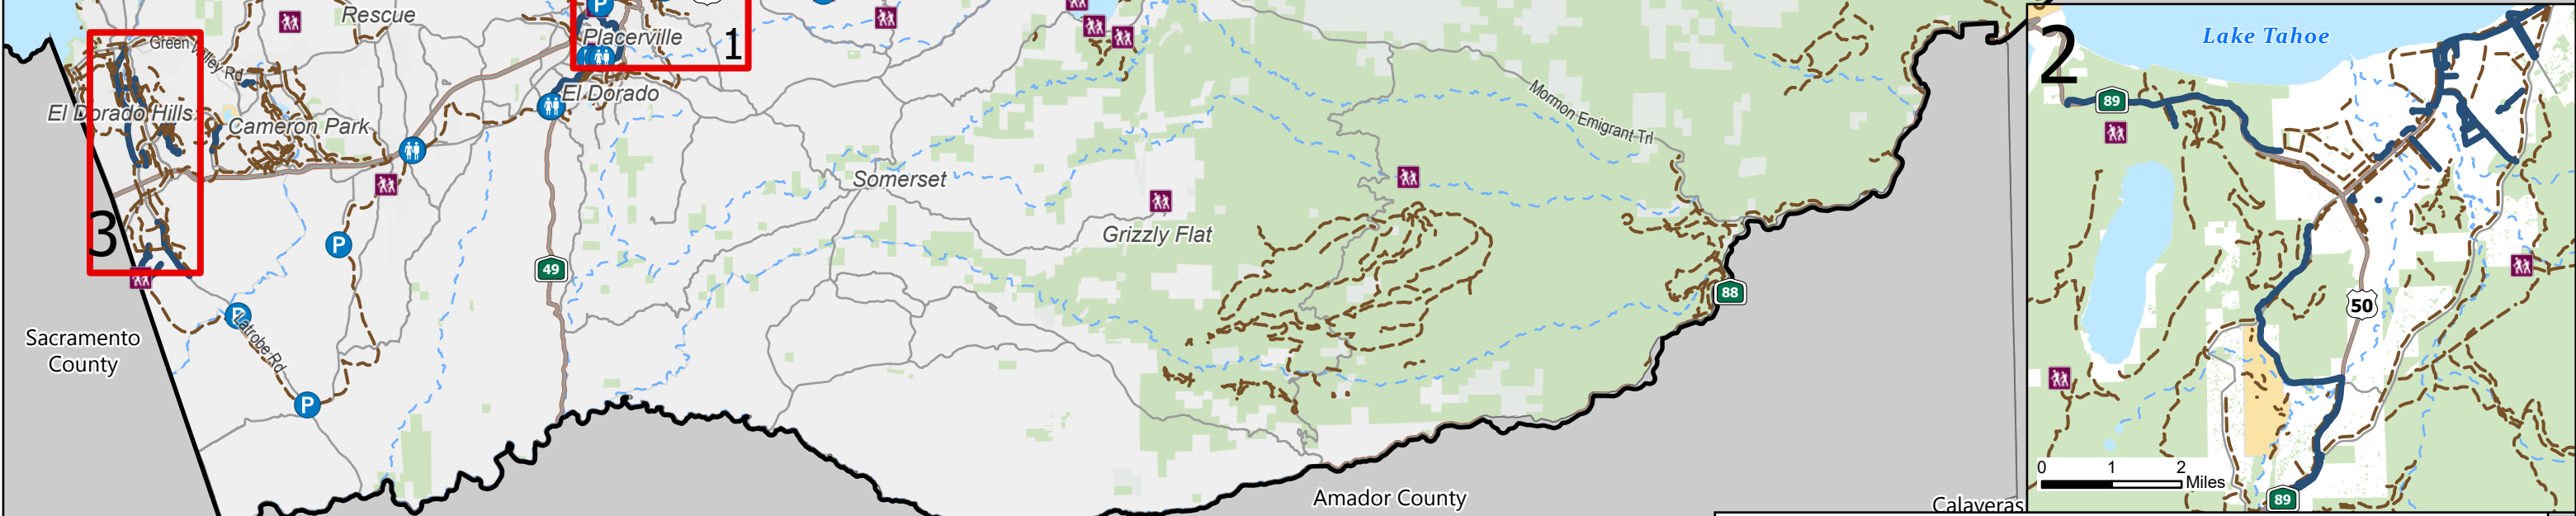 Rescue
Green Valley Rd
Placerville
1
El Dorado
El Dorado Hills
Cameron Park
Mormon Emigrant Trl
Somerset
Grizzly Flat
3
49
88
P
P
P
P
Latrobe Rd
Sacramento
County
Amador County
Calaveras
2
Lake Tahoe
89
50
0 1 2
Miles
89